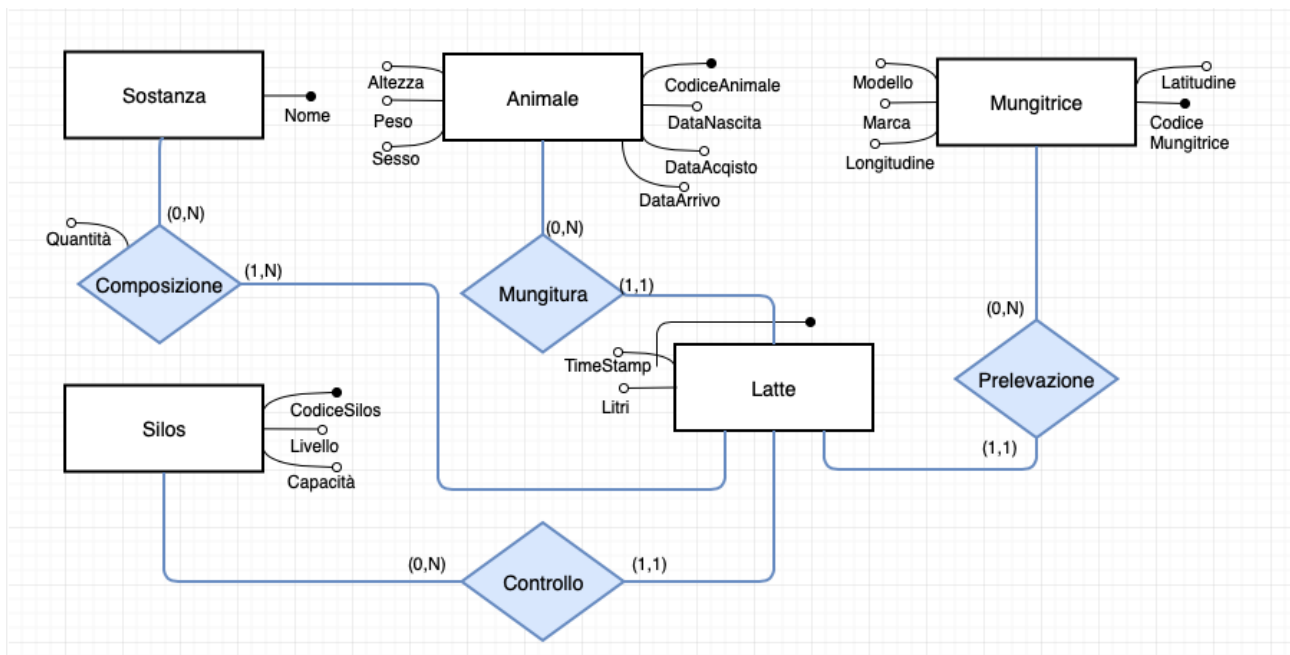 Sostanza
Nome
Altezza
Peso
Sesso
Animale
CodiceAnimale
DataNascita
DataAcqisto
DataArrivo
Modello
Marca
Longitudine
Mungitrice
Latitudine
Codice
Mungitrice
(0,N)
Quantità
Composizione
(1,N)
(0,N)
Mungitura
(1,1)
(0,N)
Prelevazione
(1,1)
TimeStamp
Litri
Latte
Silos
CodiceSilos
Livello
Capacità
(0,N)
Controllo
(1,1)